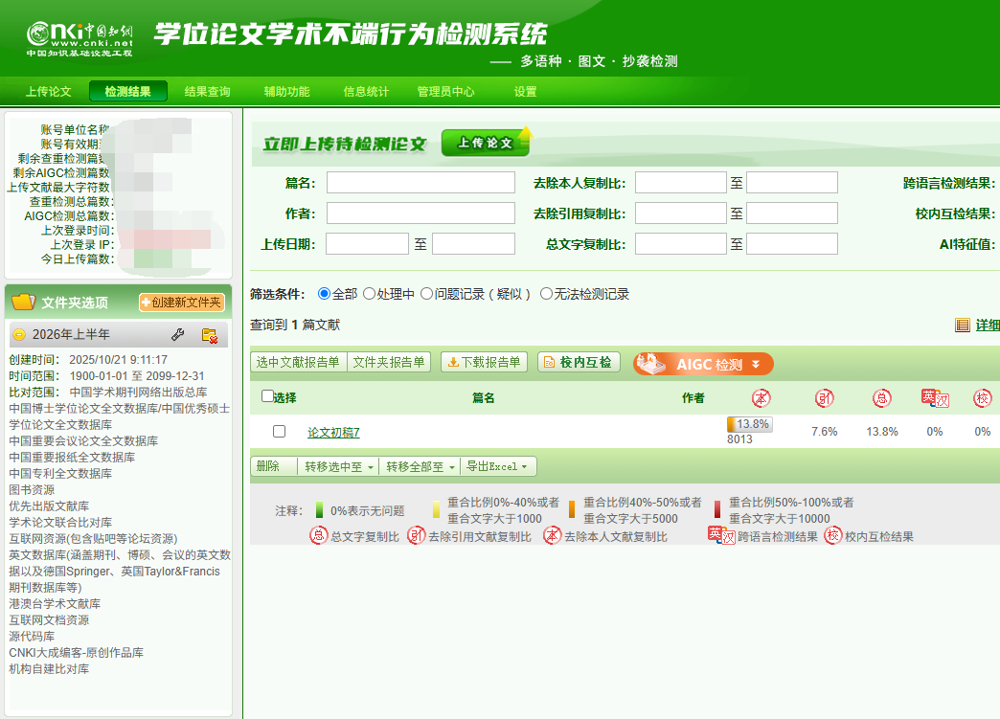 Cnki中国知网
www.cnki.net
中国知识基础设施工程
学位论文学术不端行为检测系统
—— 多语种 · 图文 · 抄袭检测
上传论文 检测结果 结果查询 辅助功能 信息统计 管理员中心 设置
账号单位名称
账号有效期
剩余查重检测篇数
剩余AIGC检测篇数
上传文献最大字符数
查重检测总篇数：
AIGC检测总篇数：
上次登录时间：
上次登录 IP：
今日上传篇数：
文件夹选项 创建新文件夹
2026年上半年
创建时间： 2025/10/21 9:11:17
时间范围： 1900-01-01 至 2099-12-31
比对范围： 中国学术期刊网络出版总库
中国博士学位论文全文数据库/中国优秀硕士
学位论文全文数据库
中国重要会议论文全文数据库
中国重要报纸全文数据库
中国专利全文数据库
图书资源
优先出版文献库
学术论文联合比对库
互联网资源(包含贴吧等论坛资源)
英文数据库(涵盖期刊、博硕、会议的英文数
据以及德国Springer、英国Taylor&Francis
期刊数据库等)
港澳台学术文献库
互联网文档资源
源代码库
CNKI大成编客-原创作品库
机构自建比对库
立即上传待检测论文 上传论文
篇名： 去除本人复制比： 至 跨语言检测结果：
作者： 去除引用复制比： 至 校内互检结果：
上传日期： 至 总文字复制比： 至 AI特征值：
筛选条件： 全部 处理中 问题记录（疑似） 无法检测记录
查询到 1 篇文献 详细
选中文献报告单 文件夹报告单 下载报告单 校内互检 AIGC 检测
选择 篇名 作者 本 引 总 英汉 校
论文初稿7 13.8% 7.6% 13.8% 0% 0%
8013
删除 转移选中至 转移全部至 导出Excel
注释： 0%表示无问题 重合比例0%-40%或者 重合比例40%-50%或者 重合比例50%-100%或者
重合文字大于1000 重合文字大于5000 重合文字大于10000
总 总文字复制比 引 去除引用文献复制比 本 去除本人文献复制比 英汉 跨语言检测结果 校 校内互检结果